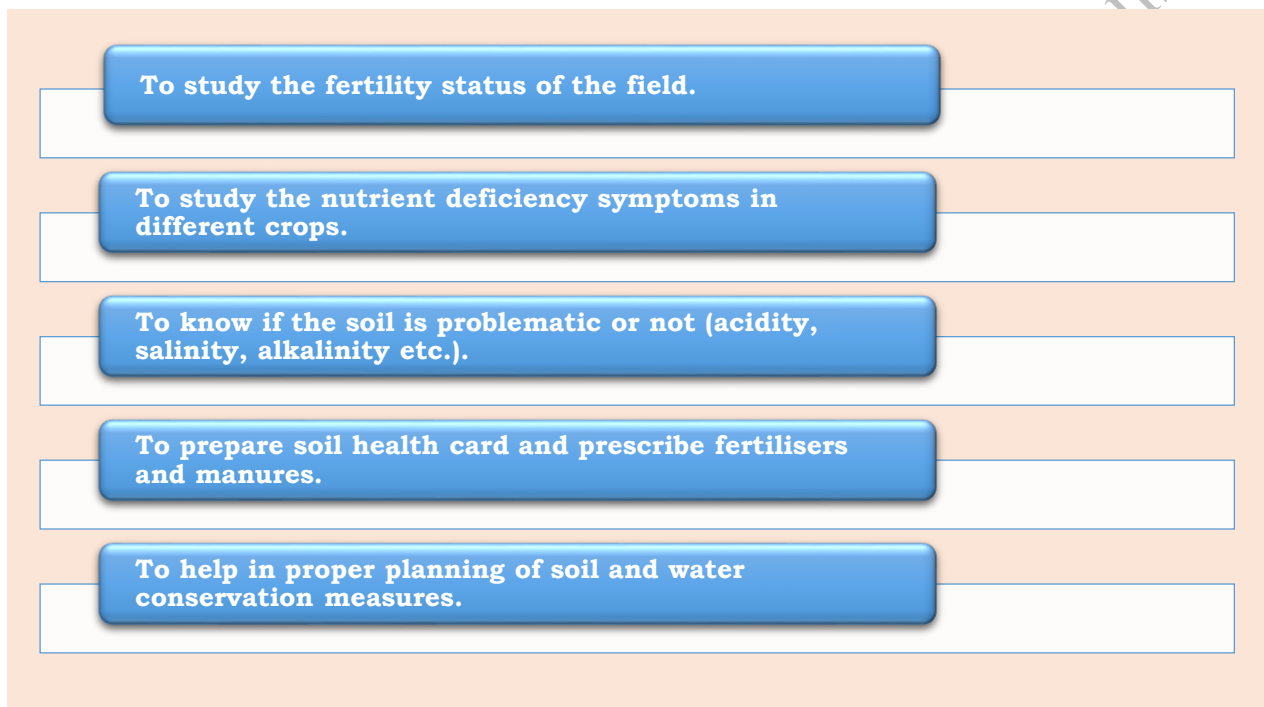 To study the fertility status of the field.
To study the nutrient deficiency symptoms in
different crops.
To know if the soil is problematic or not (acidity,
salinity, alkalinity etc.).
To prepare soil health card and prescribe fertilisers
and manures.
To help in proper planning of soil and water
conservation measures.